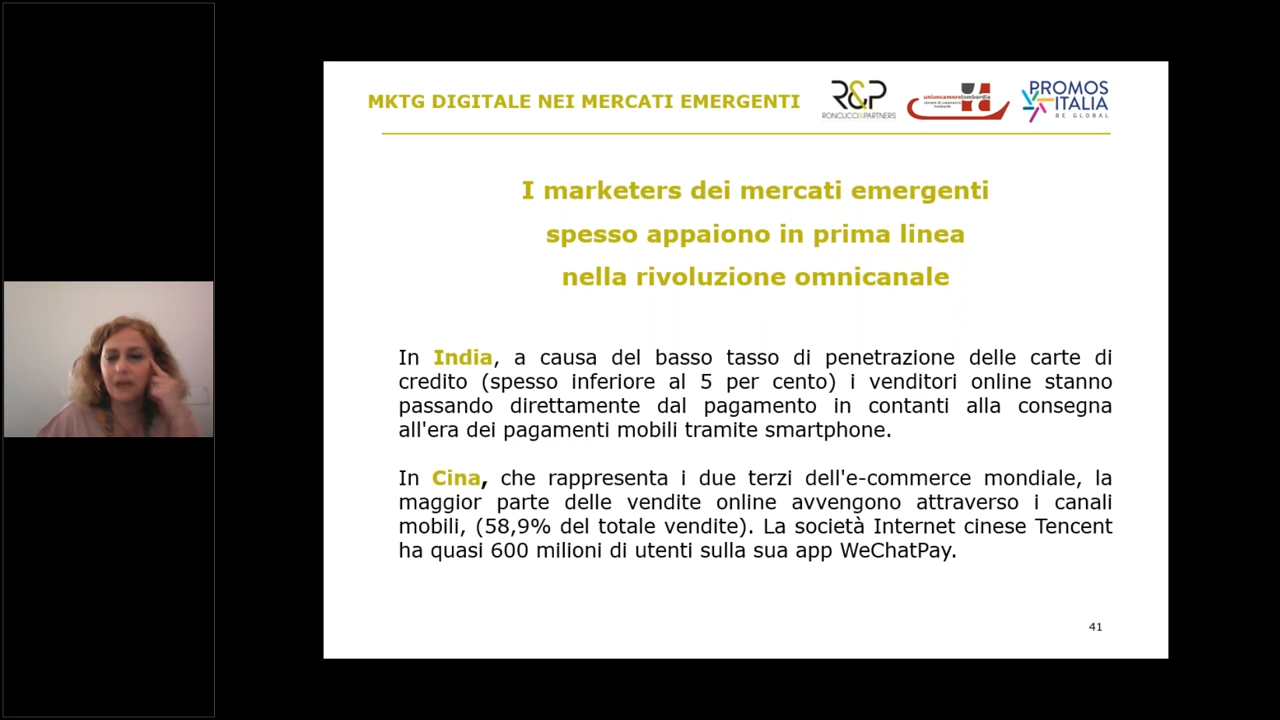 MKTG DIGITALE NEI MERCATI EMERGENTI
R&P
RONCUCCI&PARTNERS
unioncamerelombardia
PROMOS
ITALIA
BE GLOBAL
I marketers dei mercati emergenti
spesso appaiono in prima linea
nella rivoluzione omnicanale
In India, a causa del basso tasso di penetrazione delle carte di
credito (spesso inferiore al 5 per cento) i venditori online stanno
passando direttamente dal pagamento in contanti alla consegna
all'era dei pagamenti mobili tramite smartphone.
In Cina, che rappresenta i due terzi dell'e-commerce mondiale, la
maggior parte delle vendite online avvengono attraverso i canali
mobili, (58,9% del totale vendite). La società Internet cinese Tencent
ha quasi 600 milioni di utenti sulla sua app WeChatPay.
41